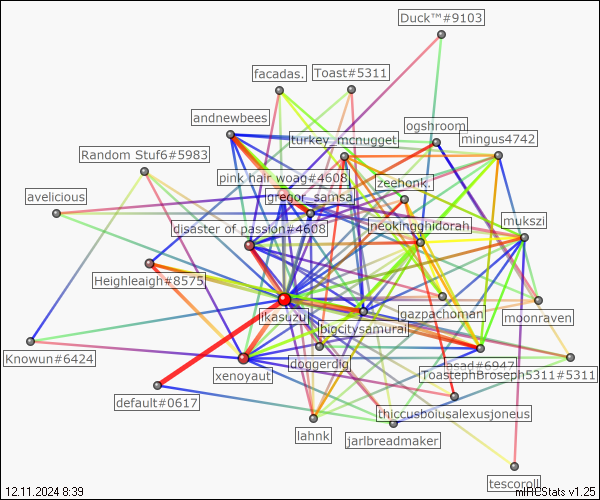 Duck™#9103
facadas.
Toast#5311
andnewbees
ogshroom
turkey_mcnugget
mingus4742
Random Stuf6#5983
pink hair woag#4608
zeehonk.
avelicious
gregor_samsa
mukszi
disaster of passion#4608
neokingghidorah
Heighleaigh#8575
ikasuzu
gazpachoman
moonraven
bigcitysamurai
Knowun#6424
doggerdig
xenoyaut
ToastephBroseph5311#5311
default#0617
thiccusboiusalexusjoneus
lahnk
jarlbreadmaker
tescoroll
12.11.2024 8:39
mIRCStats v1.25